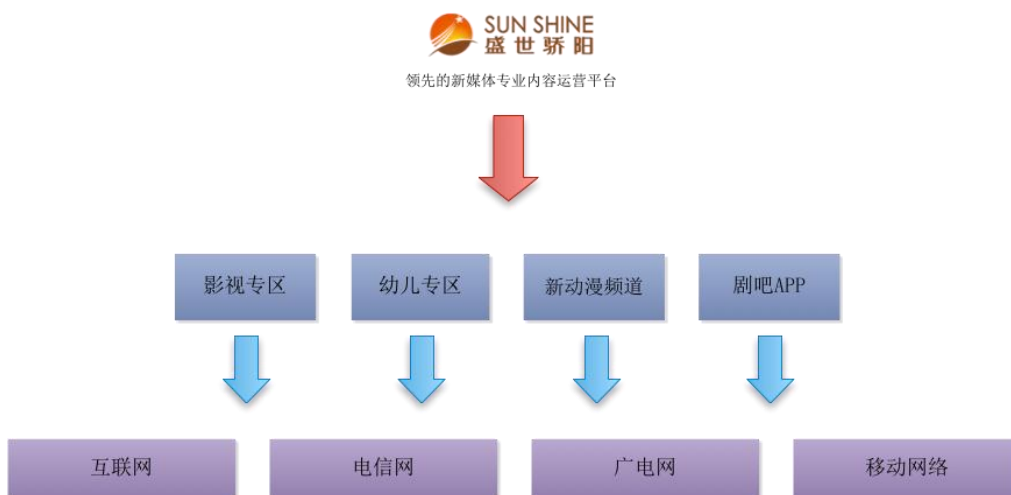 SUN SHINE
盛世骄阳
领先的新媒体专业内容运营平台
影视专区
幼儿专区
新动漫频道
剧吧APP
互联网
电信网
广电网
移动网络